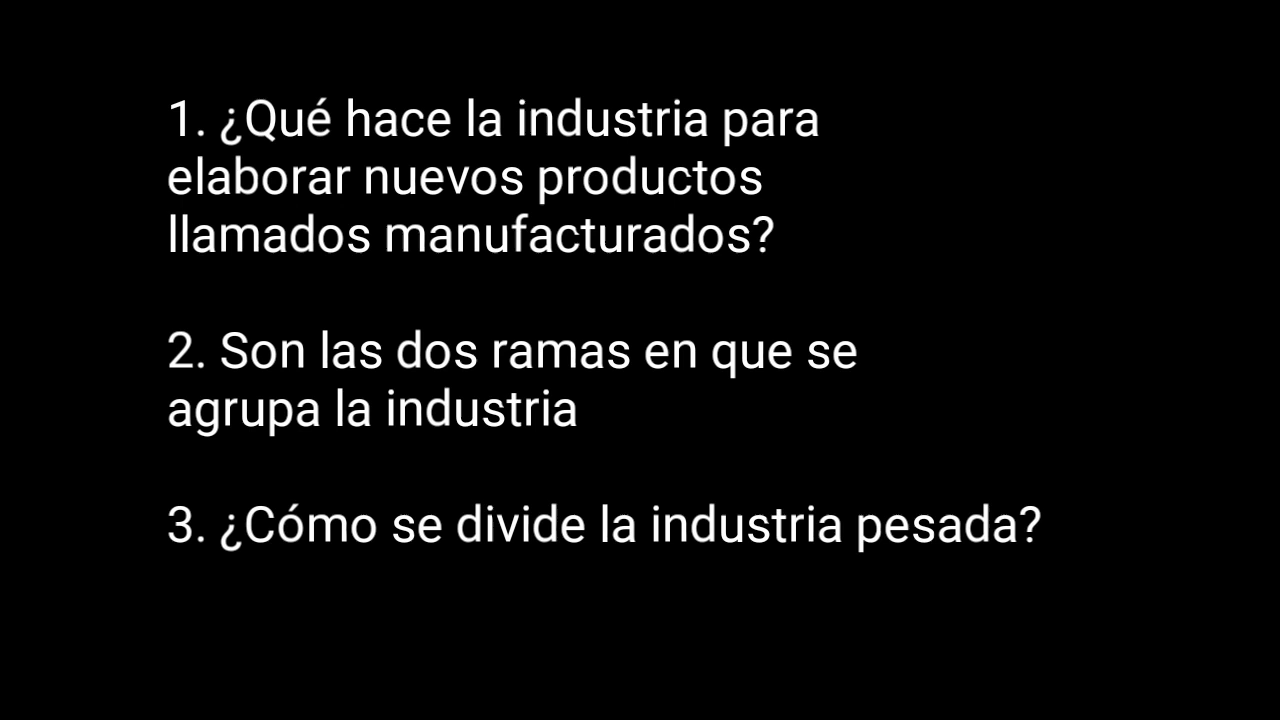 1. ¿Qué hace la industria para
elaborar nuevos productos
llamados manufacturados?
2. Son las dos ramas en que se
agrupa la industria
3. ¿Cómo se divide la industria pesada?